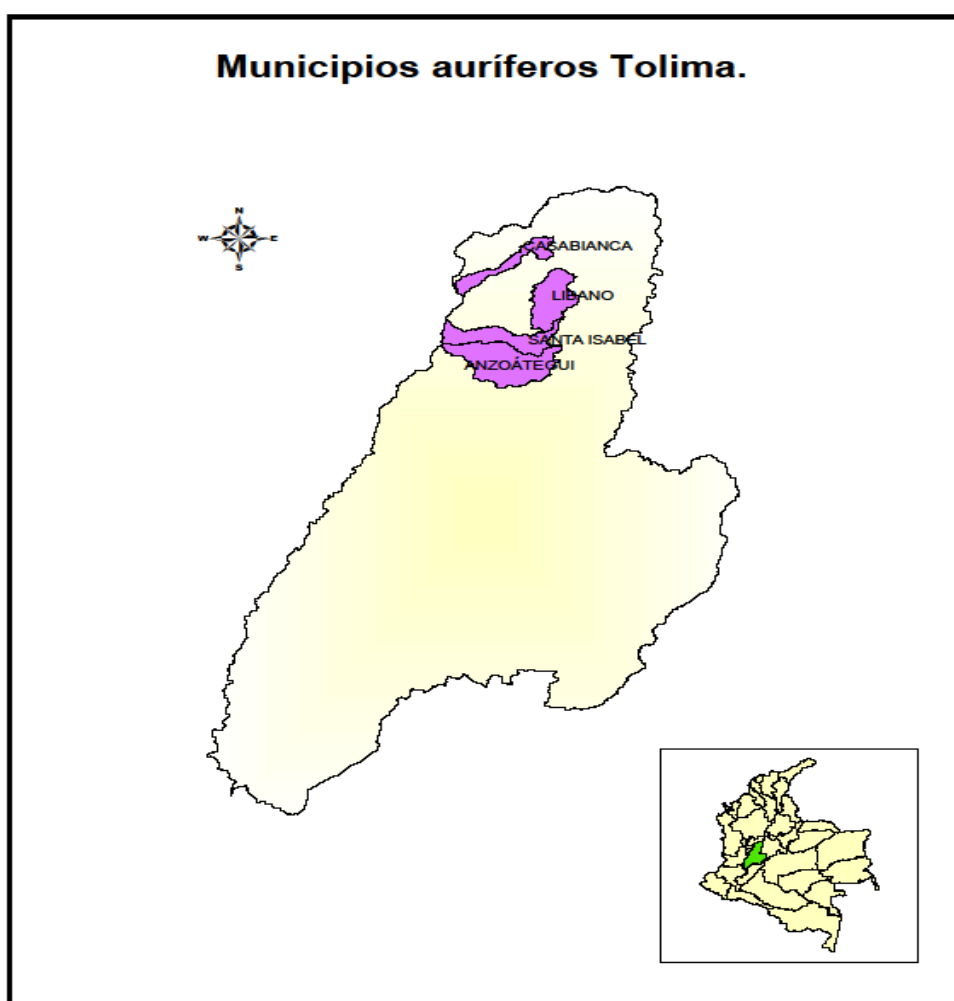 Municipios auríferos Tolima.
N
W E
S
CASABIANCA
LIBANO
SANTA ISABEL
ANZOÁTEGUI